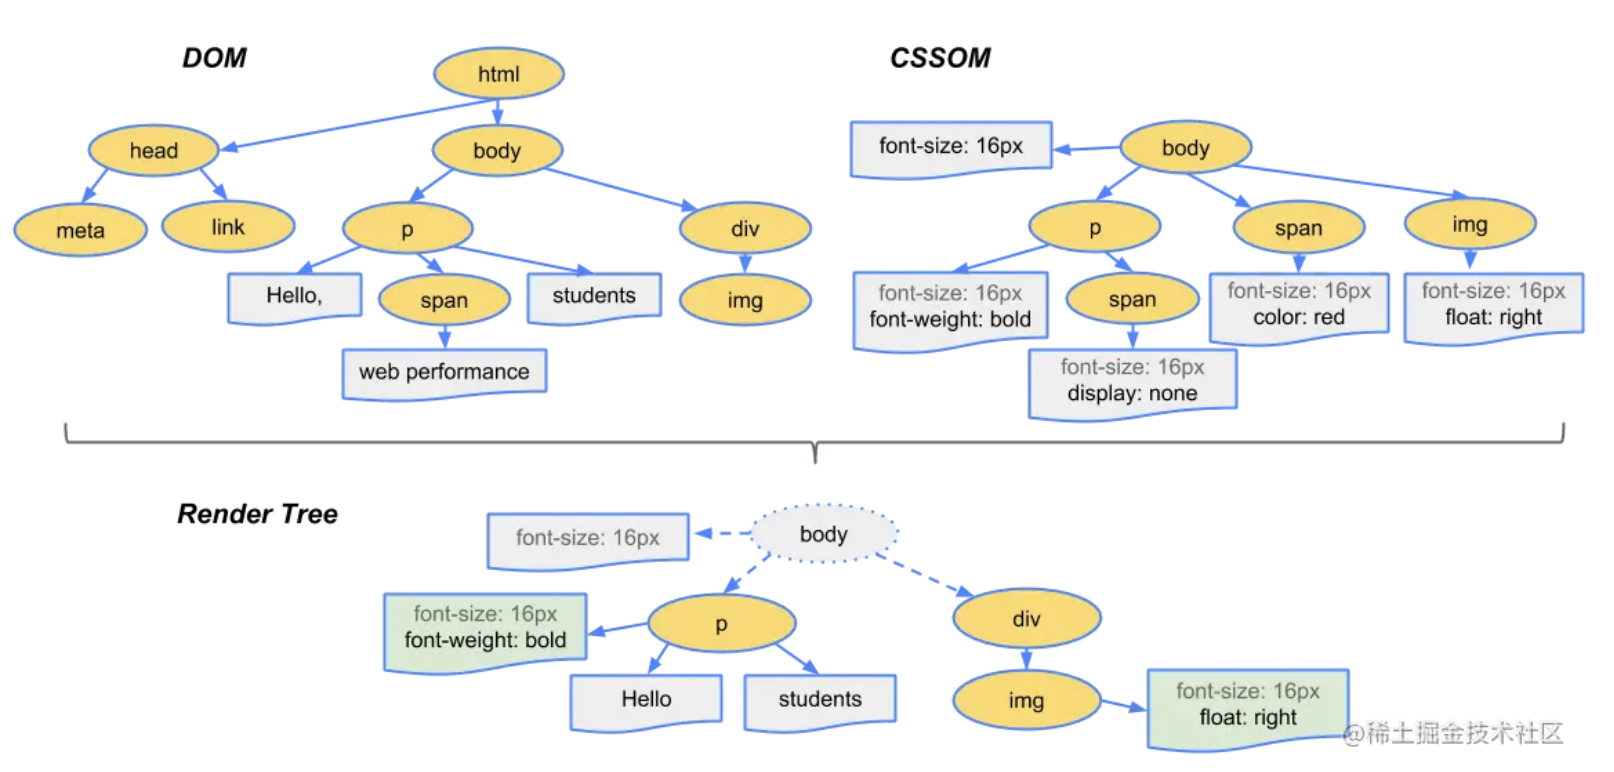 DOM
html
head
body
meta
link
p
div
Hello,
span
students
img
web performance
CSSOM
font-size: 16px
body
p
span
img
font-size: 16px
font-weight: bold
span
font-size: 16px
color: red
font-size: 16px
float: right
font-size: 16px
display: none
Render Tree
font-size: 16px
body
font-size: 16px
font-weight: bold
p
div
Hello
students
img
font-size: 16px
float: right
@稀土掘金技术社区